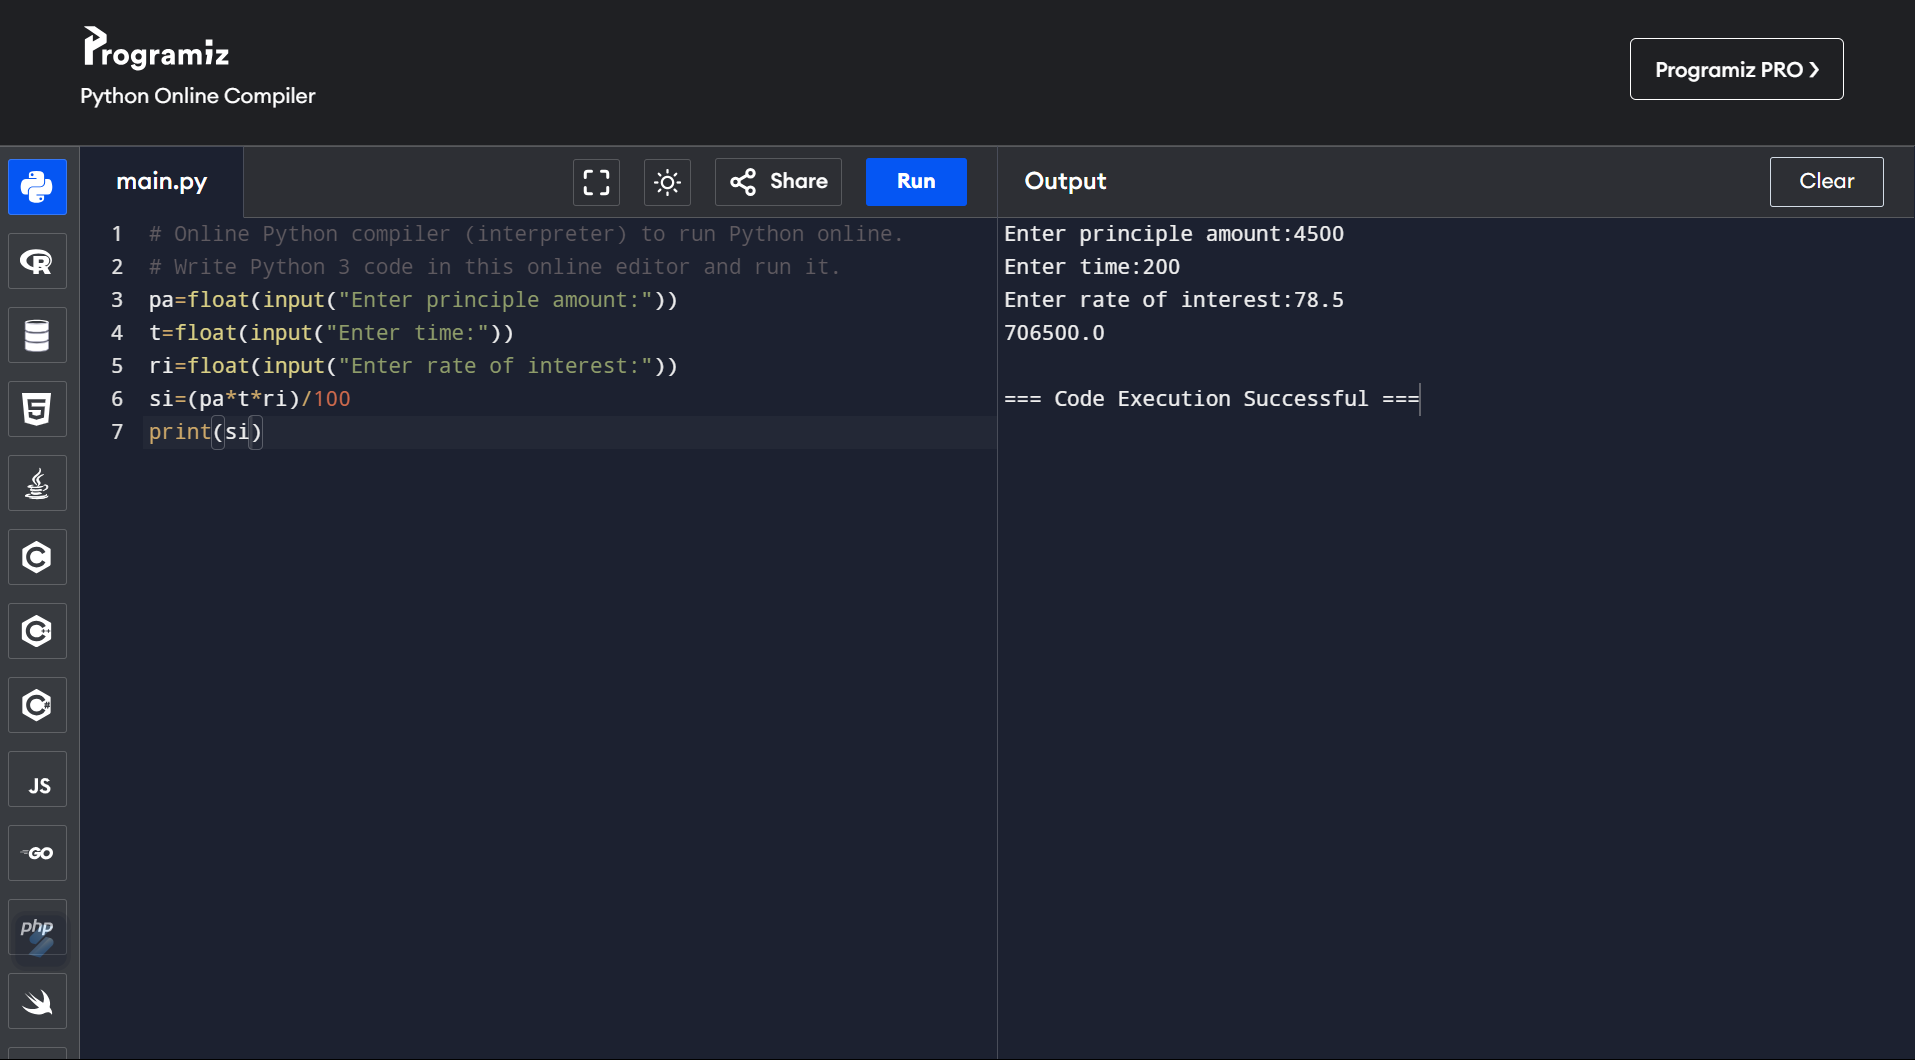 Programiz
Python Online Compiler
Programiz PRO ❯
main.py
Share
Run
Output
Clear
1 # Online Python compiler (interpreter) to run Python online.
2 # Write Python 3 code in this online editor and run it.
3 pa=float(input("Enter principle amount:"))
4 t=float(input("Enter time:"))
5 ri=float(input("Enter rate of interest:"))
6 si=(pa*t*ri)/100
7 print(si)
Enter principle amount:4500
Enter time:200
Enter rate of interest:78.5
706500.0
=== Code Execution Successful ===
R
5
C
C++
C#
JS
GO
php